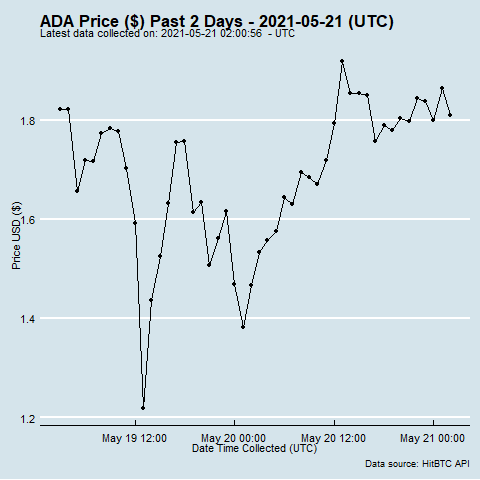 ADA Price ($) Past 2 Days - 2021-05-21 (UTC)
Latest data collected on: 2021-05-21 02:00:56 - UTC
1.8
1.6
1.4
1.2
Price USD ($)
May 19 12:00
May 20 00:00
May 20 12:00
May 21 00:00
Date Time Collected (UTC)
Data source: HitBTC API